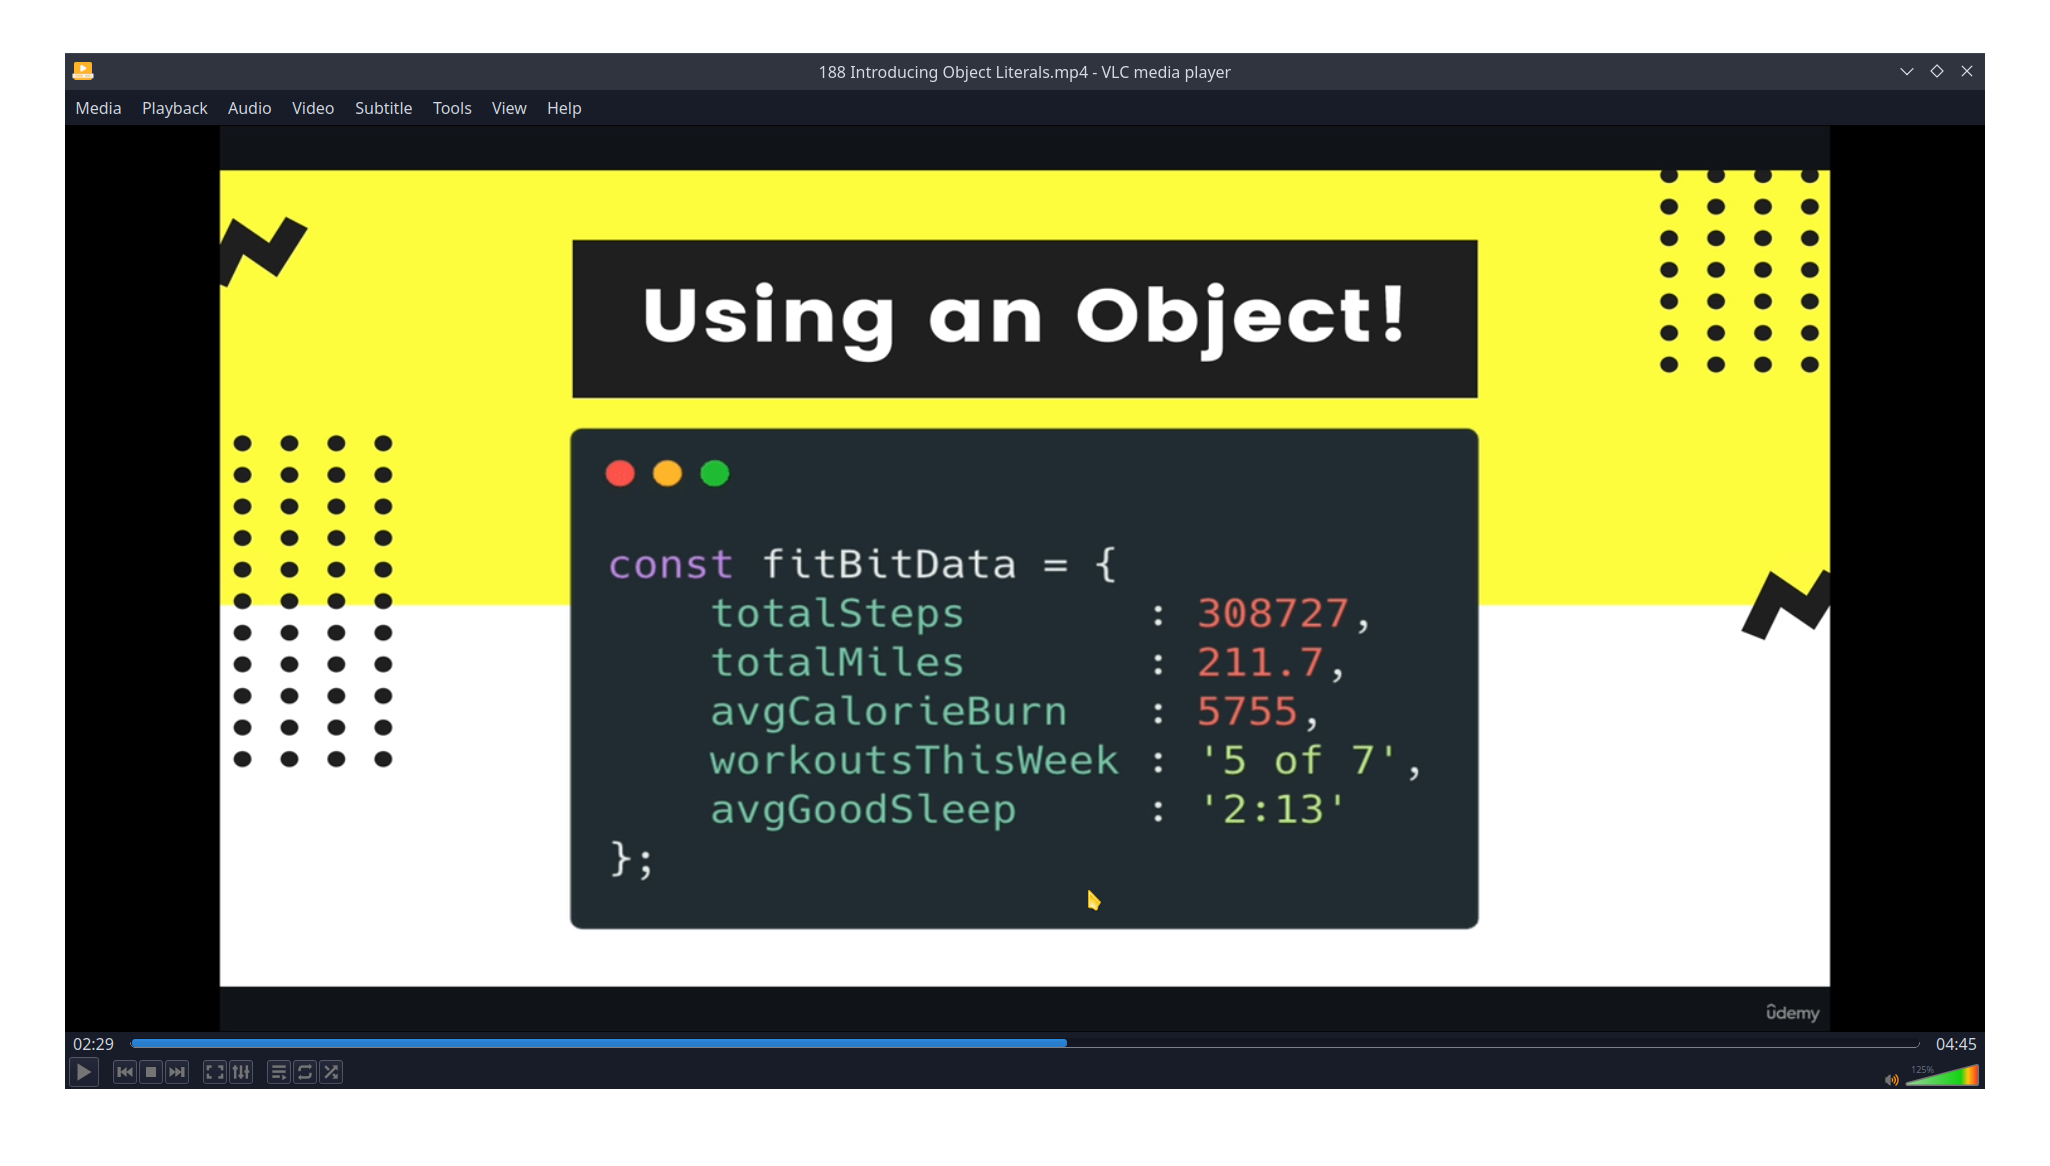 188 Introducing Object Literals.mp4 - VLC media player
Media Playback Audio Video Subtitle Tools View Help
Using an Object!
const fitBitData = {
totalSteps : 308727,
totalMiles : 211.7,
avgCalorieBurn : 5755,
workoutsThisWeek : '5 of 7',
avgGoodSleep : '2:13'
};
ûdemy
02:29 04:45
125%